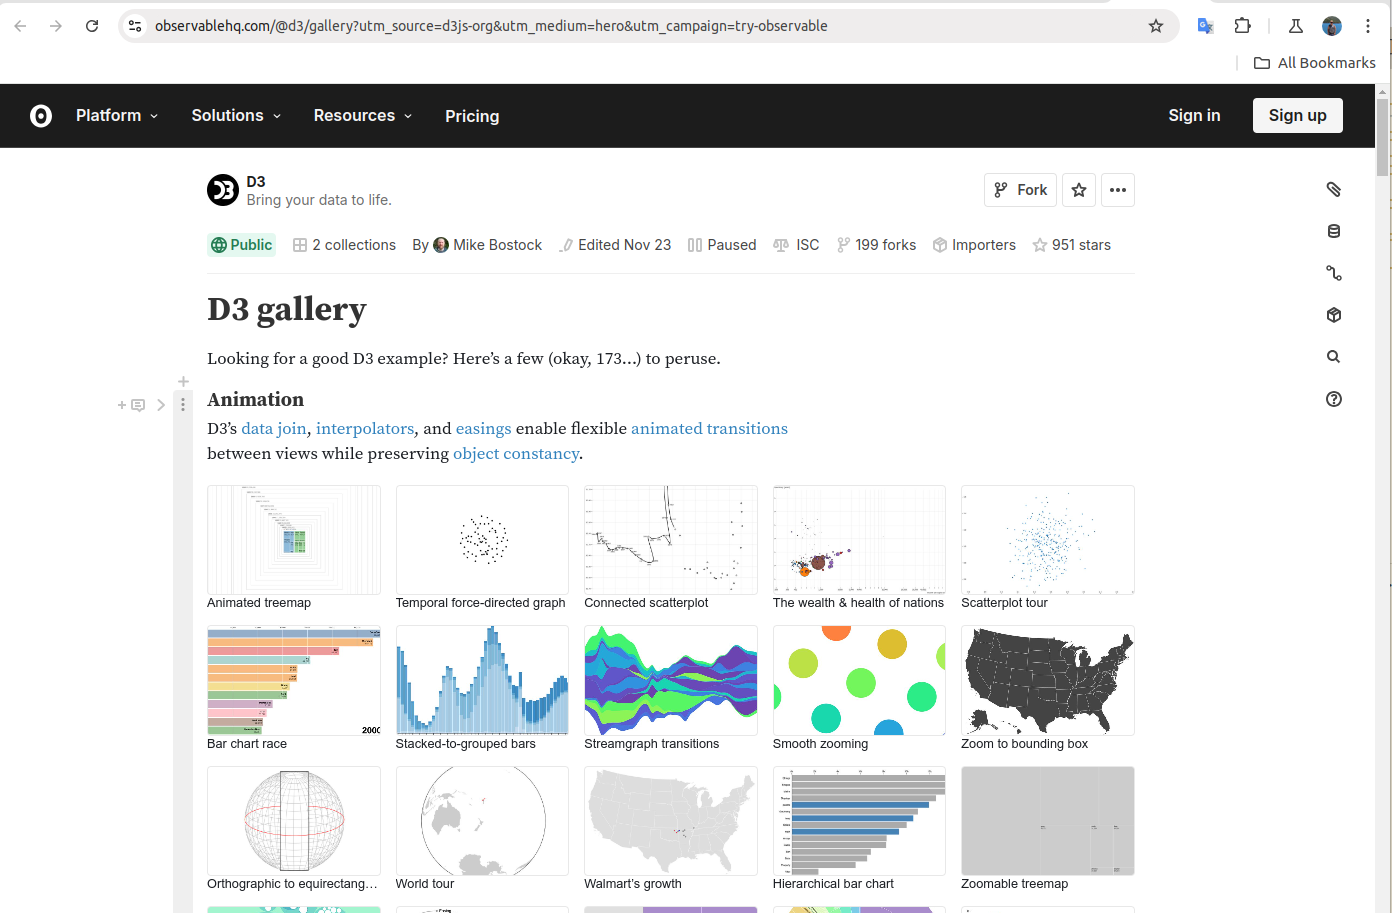 observablehq.com/@d3/gallery?utm_source=d3js-org&utm_medium=hero&utm_campaign=try-observable
All Bookmarks
Platform Solutions Resources Pricing Sign in Sign up
D3
Bring your data to life.
Fork
Public 2 collections By Mike Bostock Edited Nov 23 Paused ISC 199 forks Importers 951 stars
D3 gallery
Looking for a good D3 example? Here’s a few (okay, 173…) to peruse.
Animation
D3’s data join, interpolators, and easings enable flexible animated transitions
between views while preserving object constancy.
Animated treemap Temporal force-directed graph Connected scatterplot The wealth & health of nations Scatterplot tour
2000
Bar chart race Stacked-to-grouped bars Streamgraph transitions Smooth zooming Zoom to bounding box
Orthographic to equirectang… World tour Walmart’s growth Hierarchical bar chart Zoomable treemap